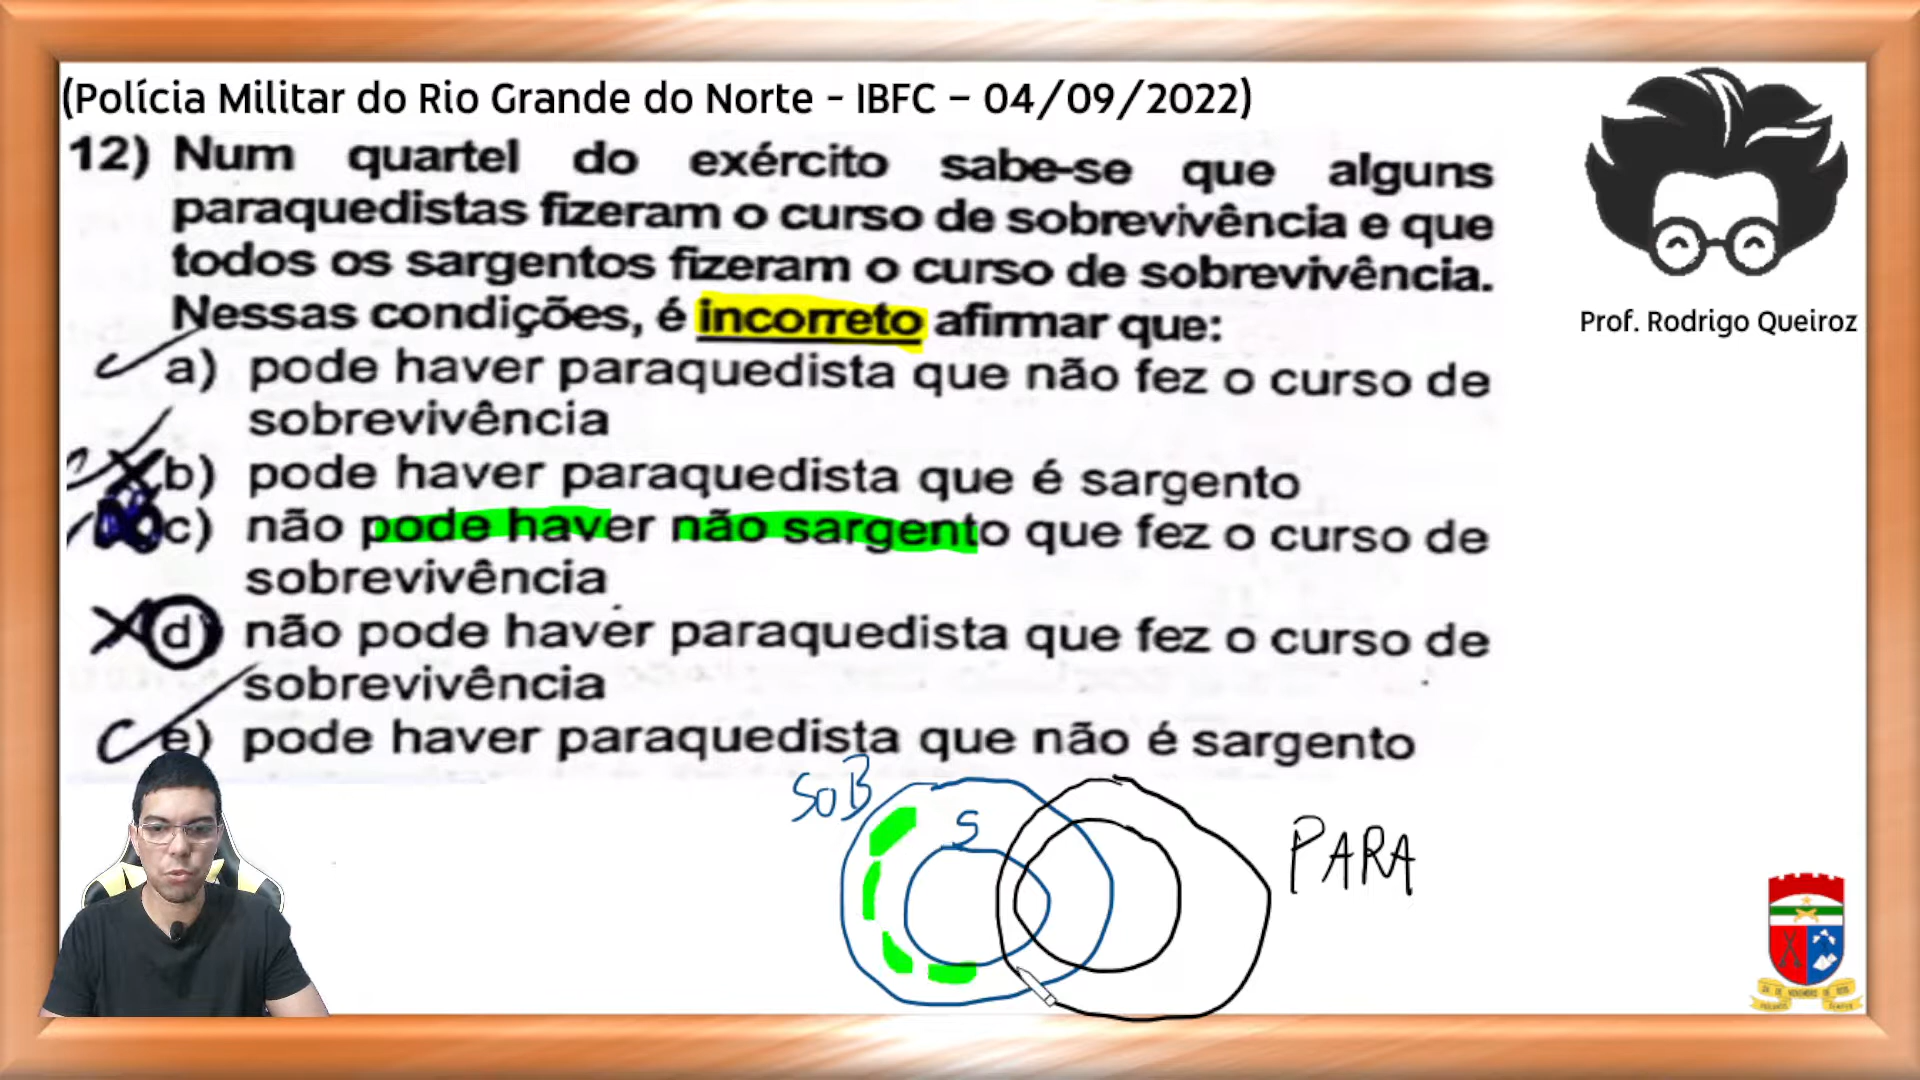 (Polícia Militar do Rio Grande do Norte - IBFC – 04/09/2022)
12) Num quartel do exército sabe-se que alguns
paraquedistas fizeram o curso de sobrevivência e que
todos os sargentos fizeram o curso de sobrevivência.
Nessas condições, é incorreto afirmar que:
a) pode haver paraquedista que não fez o curso de
sobrevivência
b) pode haver paraquedista que é sargento
c) não pode haver não sargento que fez o curso de
sobrevivência
d) não pode haver paraquedista que fez o curso de
sobrevivência
e) pode haver paraquedista que não é sargento
Prof. Rodrigo Queiroz
SOB
S
PARA